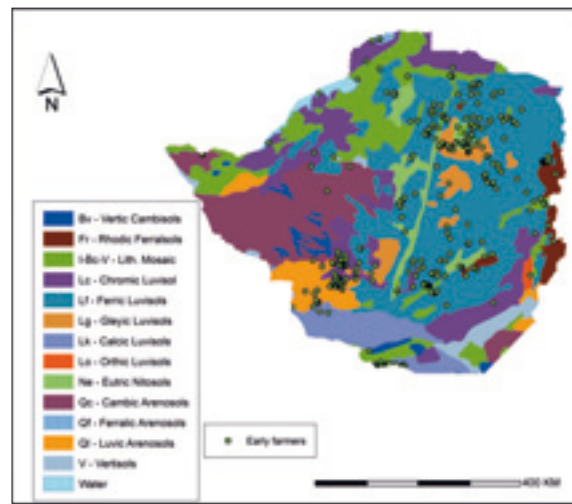 N
Bv - Vertic Cambisols
Fr - Rhodic Ferralsols
I-Bc-V - Lith. Mosaic
Lc - Chromic Luvisol
Lf - Ferric Luvisols
Lg - Gleyic Luvisols
Lk - Calcic Luvisols
Lo - Orthic Luvisols
Ne - Eutric Nitosols
Qc - Cambic Arenosols
Qf - Ferralic Arenosols
Ql - Luvic Arenosols
V - Vertisols
Water
Early farmers
400 KM